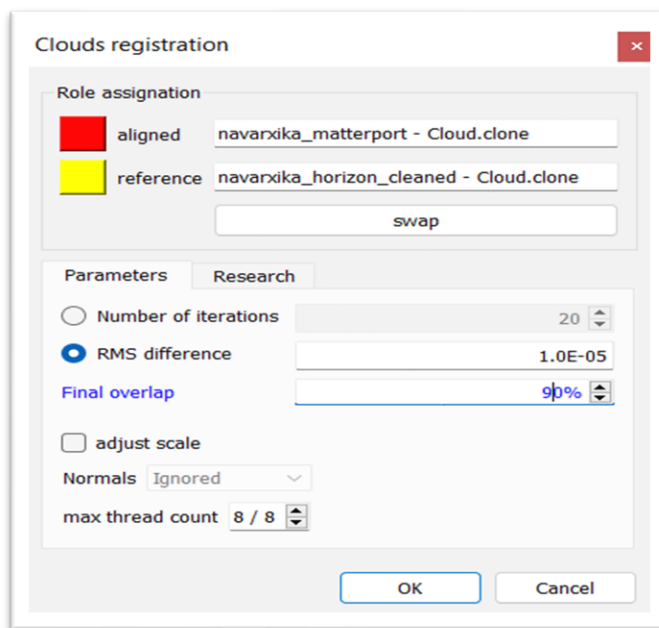 Clouds registration
Role assignation
aligned navarxika_matterport - Cloud.clone
reference navarxika_horizon_cleaned - Cloud.clone
swap
Parameters Research
Number of iterations 20
RMS difference 1.0E-05
Final overlap 90%
adjust scale
Normals Ignored
max thread count 8 / 8
OK Cancel